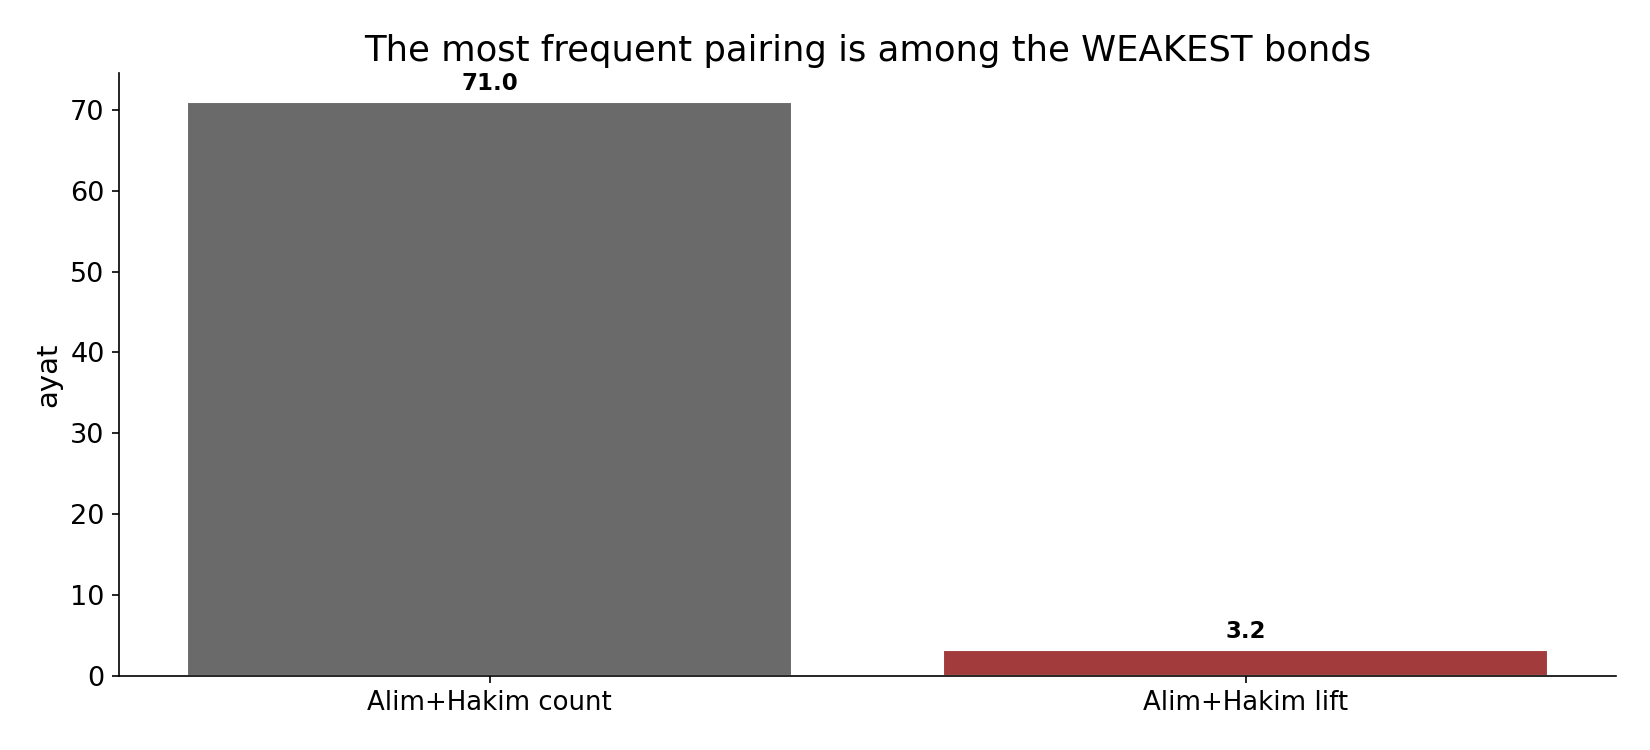 The most frequent pairing is among the WEAKEST bonds
71.0
70
60
50
40
30
20
10
0
ayat
3.2
Alim+Hakim count
Alim+Hakim lift